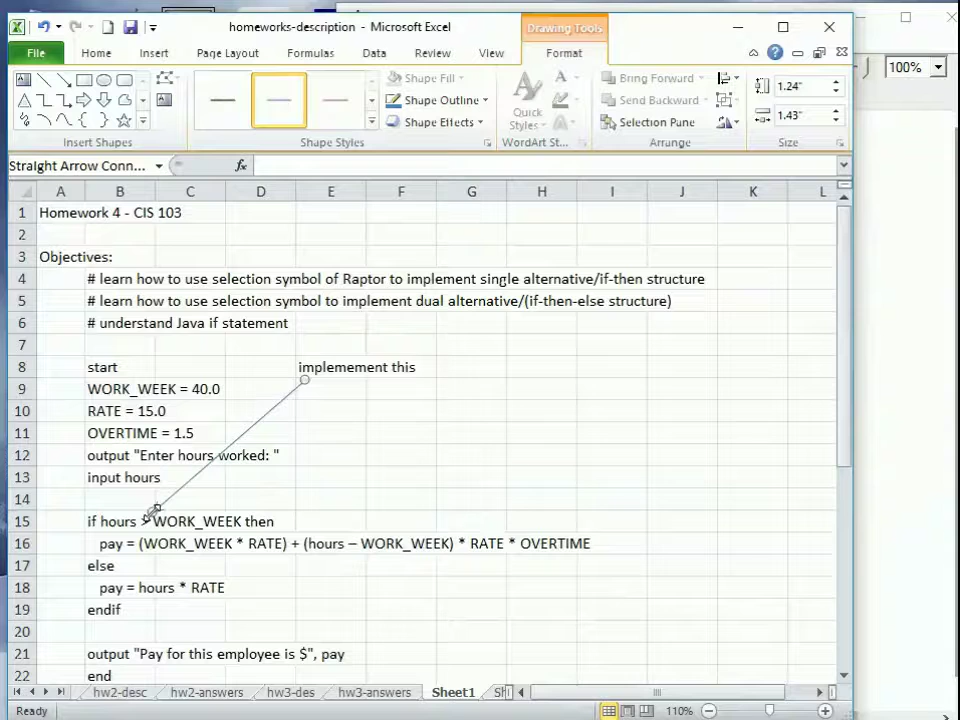 homeworks-description - Microsoft Excel
Drawing Tools
File Home Insert Page Layout Formulas Data Review View Format
100%
Shape Fill
Shape Outline
Shape Effects
Quick
Styles
Bring Forward
Send Backward
Selection Pane
1.24"
1.43"
Insert Shapes Shape Styles WordArt St... Arrange Size
Straight Arrow Conn... fx
A B C D E F G H I J K L
1 Homework 4 - CIS 103
2
3 Objectives:
4 # learn how to use selection symbol of Raptor to implement single alternative/if-then structure
5 # learn how to use selection symbol to implement dual alternative/(if-then-else structure)
6 # understand Java if statement
7
8 start implemement this
9 WORK_WEEK = 40.0
10 RATE = 15.0
11 OVERTIME = 1.5
12 output "Enter hours worked: "
13 input hours
14
15 if hours > WORK_WEEK then
16 pay = (WORK_WEEK * RATE) + (hours – WORK_WEEK) * RATE * OVERTIME
17 else
18 pay = hours * RATE
19 endif
20
21 output "Pay for this employee is $", pay
22 end
hw2-desc hw2-answers hw3-des hw3-answers Sheet1 Sh
Ready 110%